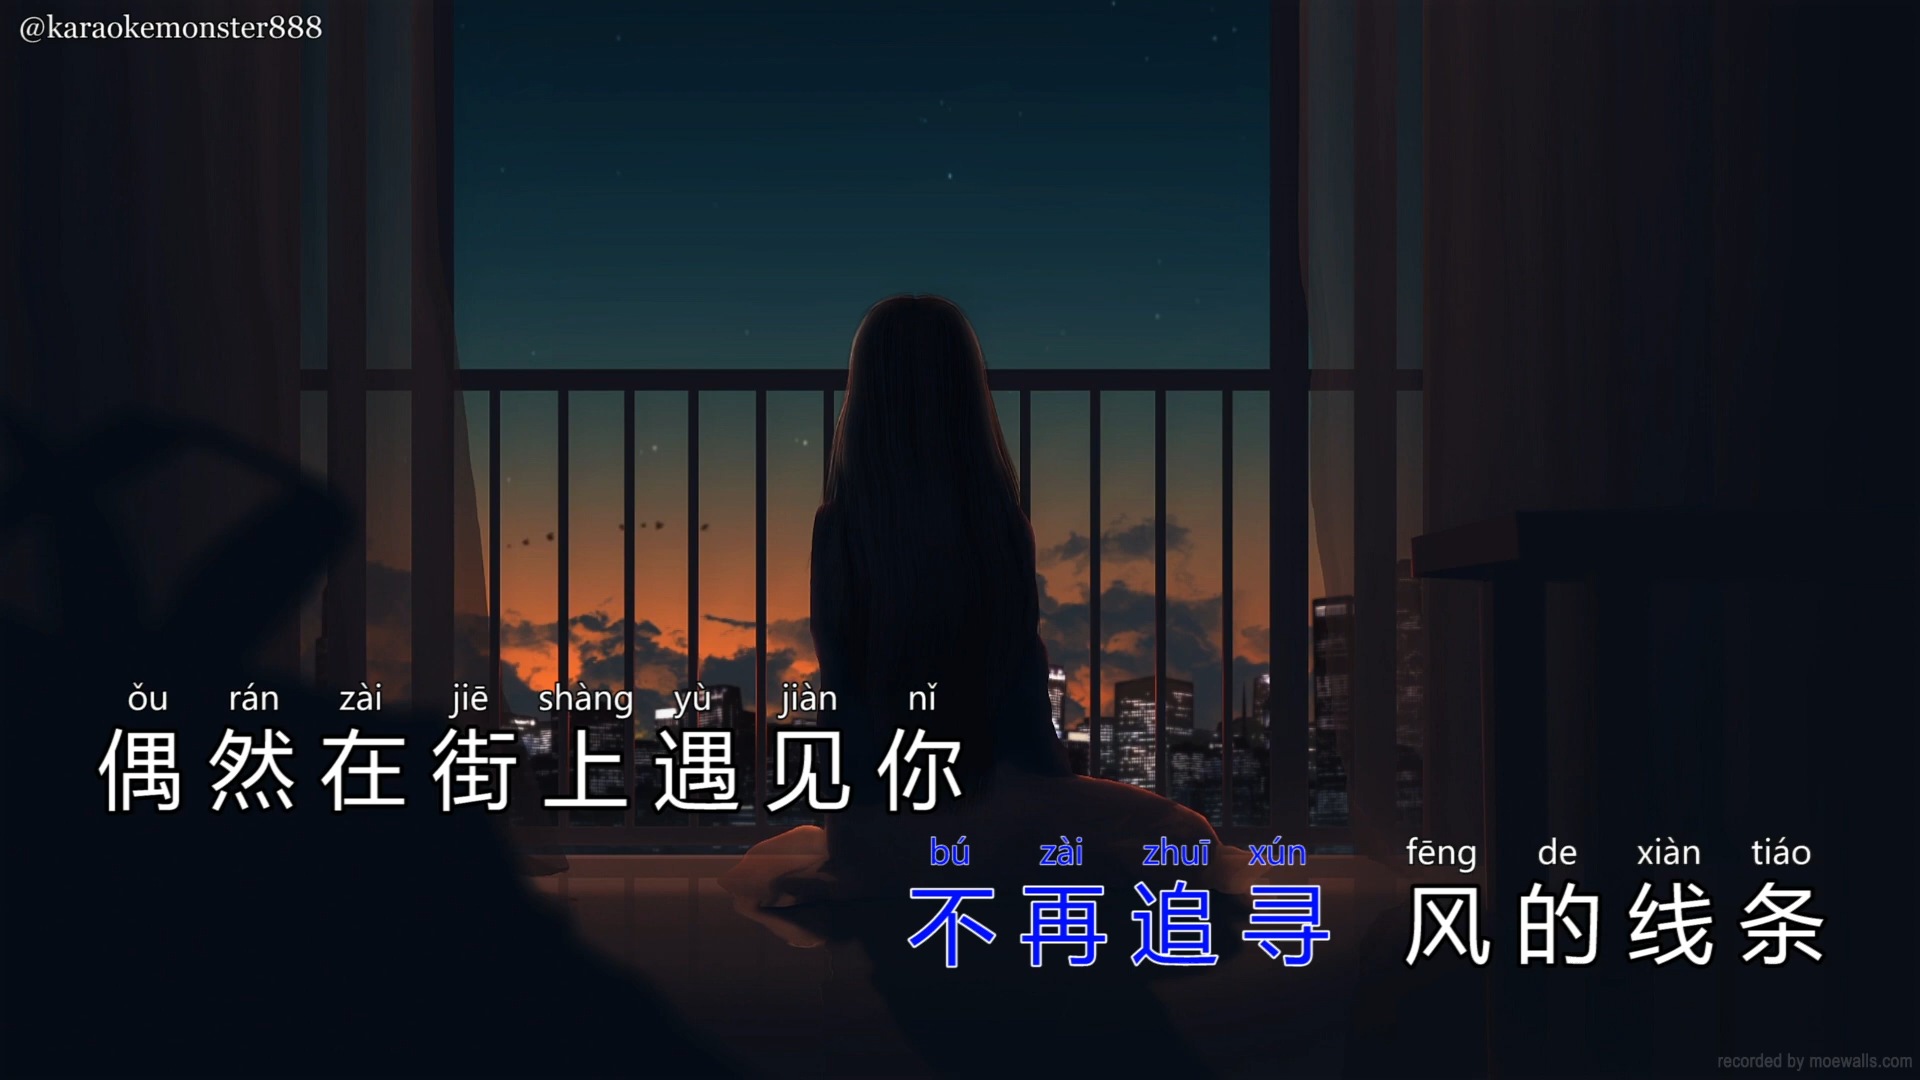 @karaokemonster888
ǒu rán zài jiē shàng yù jiàn nǐ
偶然在街上遇见你
bú zài zhuī xún fēng de xiàn tiáo
不再追寻 风的线条
recorded by moewalls.com